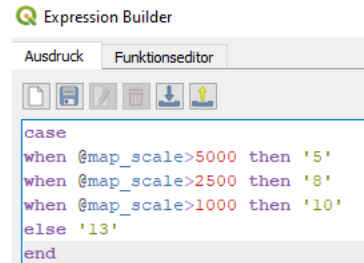 Expression Builder
Ausdruck Funktionseditor
case
when @map_scale>5000 then '5'
when @map_scale>2500 then '8'
when @map_scale>1000 then '10'
else '13'
end